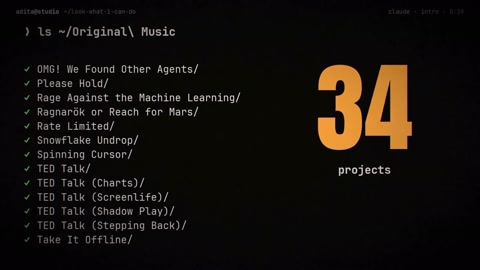 adita@studio ~/look-what-i-can-do
claude · intro · 0:39
❯ ls ~/Original\ Music
✓ OMG! We Found Other Agents/
✓ Please Hold/
✓ Rage Against the Machine Learning/
✓ Ragnarök or Reach for Mars/
✓ Rate Limited/
✓ Snowflake Undrop/
✓ Spinning Cursor/
✓ TED Talk/
✓ TED Talk (Charts)/
✓ TED Talk (Screenlife)/
✓ TED Talk (Shadow Play)/
✓ TED Talk (Stepping Back)/
✓ Take It Offline/
34
projects